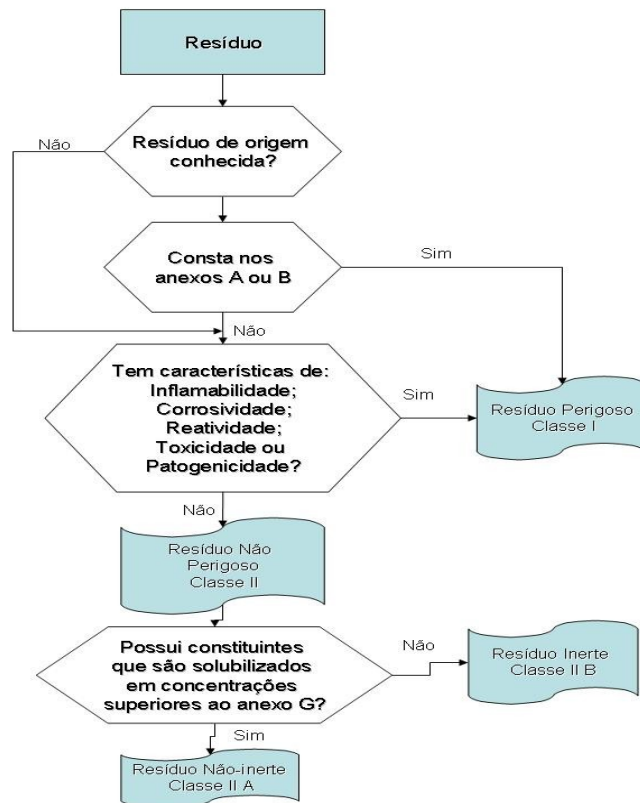 Resíduo
Não
Resíduo de origem
conhecida?
Consta nos
anexos A ou B
Sim
Não
Tem características de:
Inflamabilidade;
Corrosividade;
Reatividade;
Toxicidade ou
Patogenicidade?
Sim
Resíduo Perigoso
Classe I
Não
Resíduo Não
Perigoso
Classe II
Possui constituintes
que são solubilizados
em concentrações
superiores ao anexo G?
Não
Resíduo Inerte
Classe II B
Sim
Resíduo Não-inerte
Classe II A